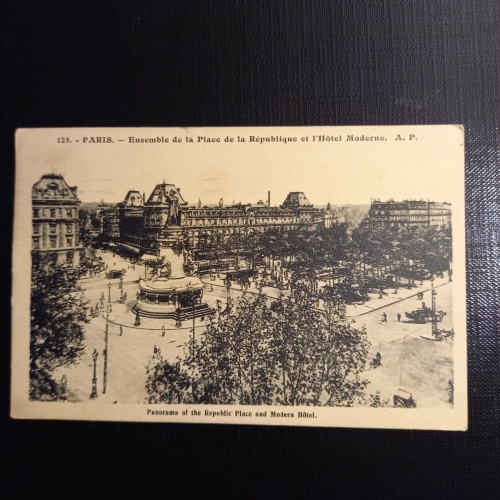 125. - PARIS. — Ensemble de la Place de la République et l'Hôtel Moderne. A. P.
Panorama of the Republic Place and Modern Hôtel.